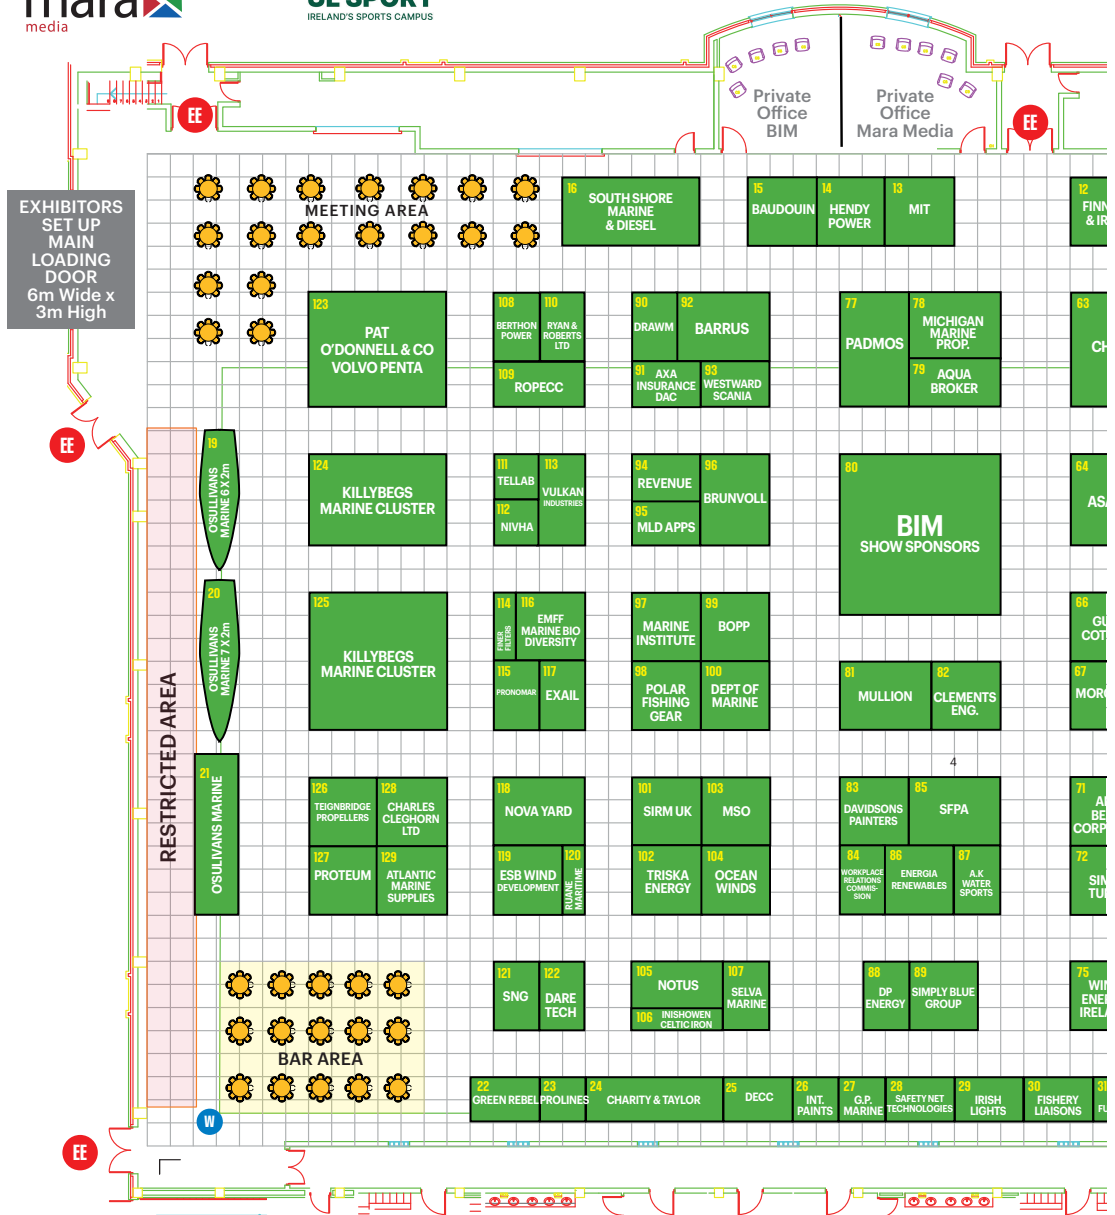 mara
media
IRELAND'S SPORTS CAMPUS
EE
Private
Office
BIM
Private
Office
Mara Media
EE
EXHIBITORS
SET UP
MAIN
LOADING
DOOR
6m Wide x
3m High
MEETING AREA
16
SOUTH SHORE
MARINE
& DIESEL
15
BAUDOUIN
14
HENDY
POWER
13
MIT
12
123
PAT
O'DONNELL & CO
VOLVO PENTA
108
BERTHON
POWER
110
RYAN &
ROBERTS
LTD
109
ROPECC
90
DRAWM
92
BARRUS
91
AXA
INSURANCE
DAC
93
WESTWARD
SCANIA
77
PADMOS
78
MICHIGAN
MARINE
PROP.
79
AQUA
BROKER
63
EE
19
O'SULLIVANS
MARINE 6 X 2m
124
KILLYBEGS
MARINE CLUSTER
111
TELLAB
113
VULKAN
INDUSTRIES
112
NIVHA
94
REVENUE
96
BRUNVOLL
95
MLD APPS
80
BIM
SHOW SPONSORS
64
20
O'SULLIVANS
MARINE 7 X 2m
125
KILLYBEGS
MARINE CLUSTER
114
FINER
FILTERS
116
EMFF
MARINE BIO
DIVERSITY
115
PRONOMAR
117
EXAIL
97
MARINE
INSTITUTE
99
BOPP
98
POLAR
FISHING
GEAR
100
DEPT OF
MARINE
81
MULLION
82
CLEMENTS
ENG.
66
67
RESTRICTED AREA
21
O'SULIVANS MARINE
4
126
TEIGNBRIDGE
PROPELLERS
128
CHARLES
CLEGHORN
LTD
127
PROTEUM
129
ATLANTIC
MARINE
SUPPLIES
118
NOVA YARD
119
ESB WIND
DEVELOPMENT
120
RUANE
MARITIME
101
SIRM UK
103
MSO
102
TRISKA
ENERGY
104
OCEAN
WINDS
83
DAVIDSONS
PAINTERS
85
SFPA
84
WORKPLACE
RELATIONS
COMMIS-
SION
86
ENERGIA
RENEWABLES
87
A.K
WATER
SPORTS
71
72
BAR AREA
121
SNG
122
DARE
TECH
105
NOTUS
106
INISHOWEN
CELTIC IRON
107
SELVA
MARINE
88
DP
ENERGY
89
SIMPLY BLUE
GROUP
75
W
22
GREEN REBEL
23
PROLINES
24
CHARITY & TAYLOR
25
DECC
26
INT.
PAINTS
27
G.P.
MARINE
28
SAFETY NET
TECHNOLOGIES
29
IRISH
LIGHTS
30
FISHERY
LIAISONS
31
EE